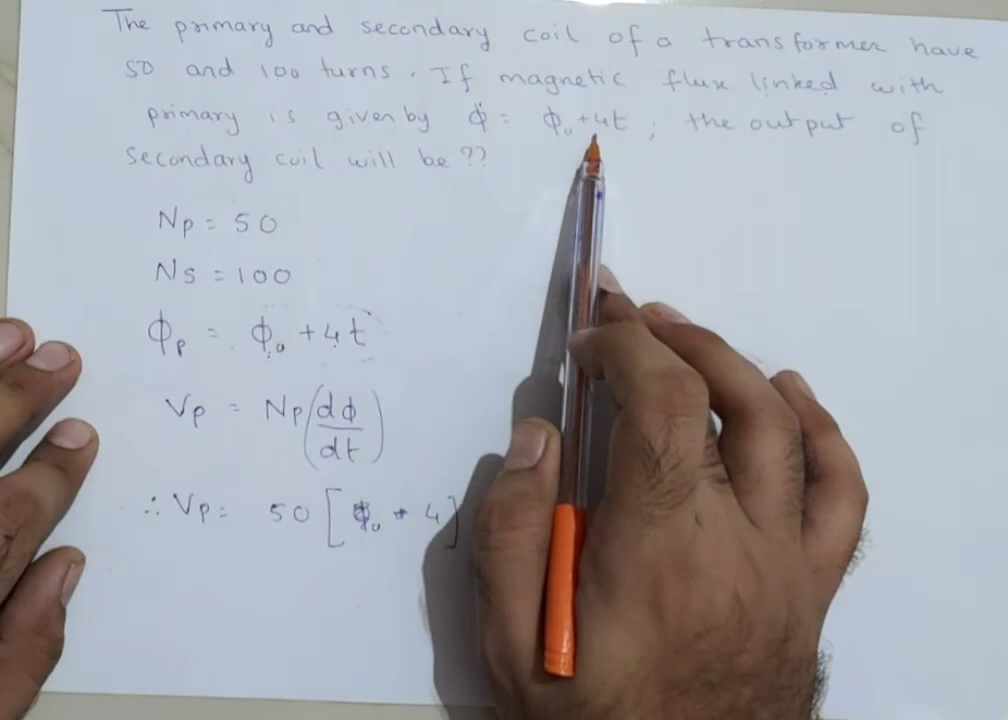 The primary and secondary coil of a transformer have
50 and 100 turns. If magnetic flux linked with
primary is given by ϕ = ϕ₀ + 4t ; the output of
secondary coil will be ??
Np = 50
Ns = 100
ϕp = ϕ₀ + 4t
Vp = Np (dϕ/dt)
∴ Vp = 50 [ 4 ]